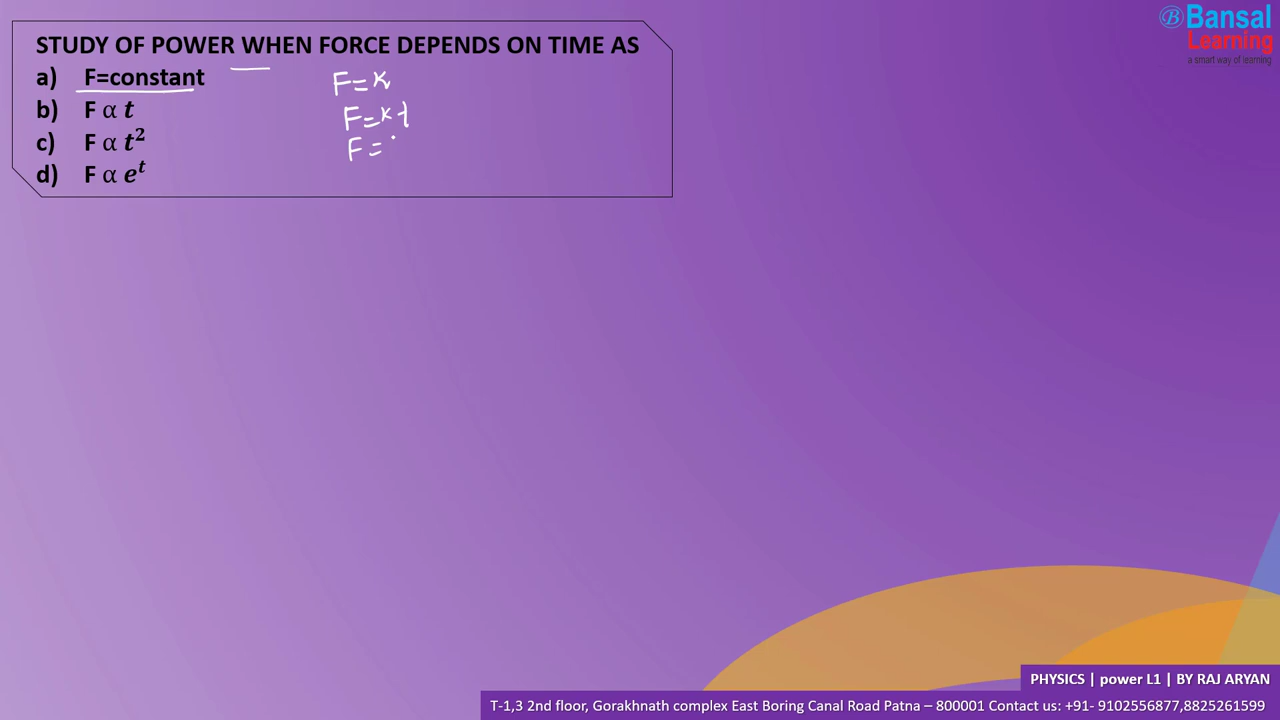 Bansal
Learning
a smart way of learning
STUDY OF POWER WHEN FORCE DEPENDS ON TIME AS
a) F=constant
F=K
b) F α t
F=Kt
c) F α t²
F=
d) F α eᵗ
PHYSICS | power L1 | BY RAJ ARYAN
T-1,3 2nd floor, Gorakhnath complex East Boring Canal Road Patna – 800001 Contact us: +91- 9102556877,8825261599